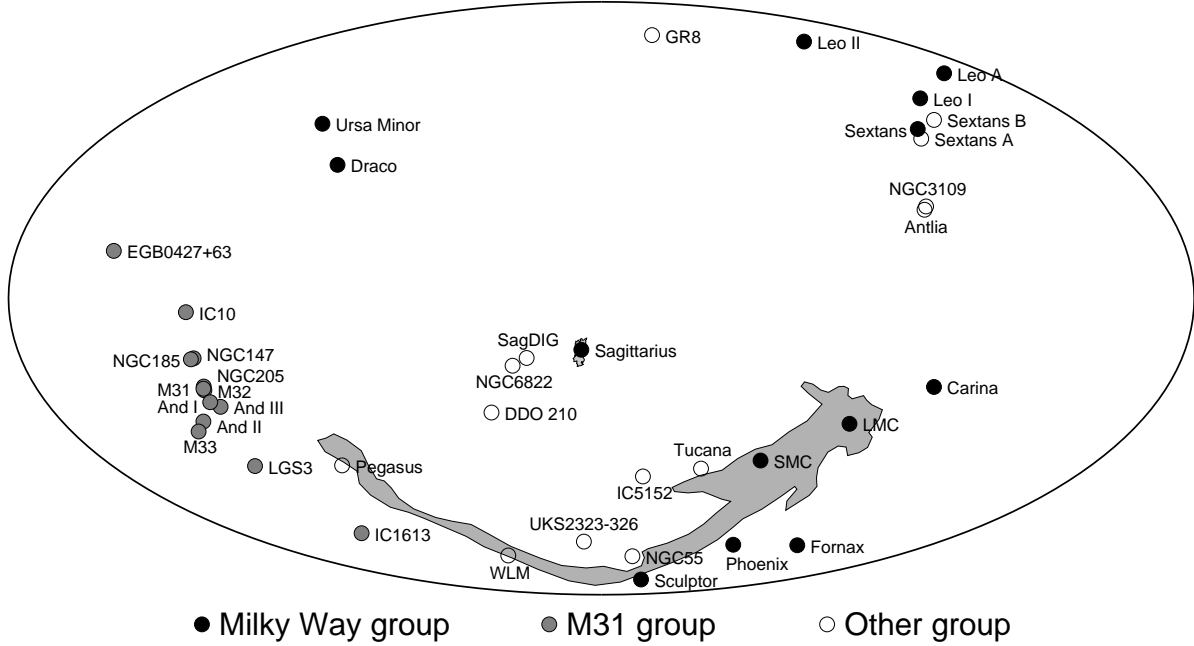 GR8
Leo II
Leo A
Leo I
Sextans B
Ursa Minor
Sextans
Sextans A
Draco
NGC3109
Antlia
EGB0427+63
IC10
SagDIG
Sagittarius
NGC185
NGC147
NGC6822
NGC205
M31
M32
Carina
And I
And III
DDO 210
And II
LMC
M33
Tucana
SMC
LGS3
Pegasus
IC5152
UKS2323-326
IC1613
NGC55
Fornax
Phoenix
WLM
Sculptor
Milky Way group
M31 group
Other group